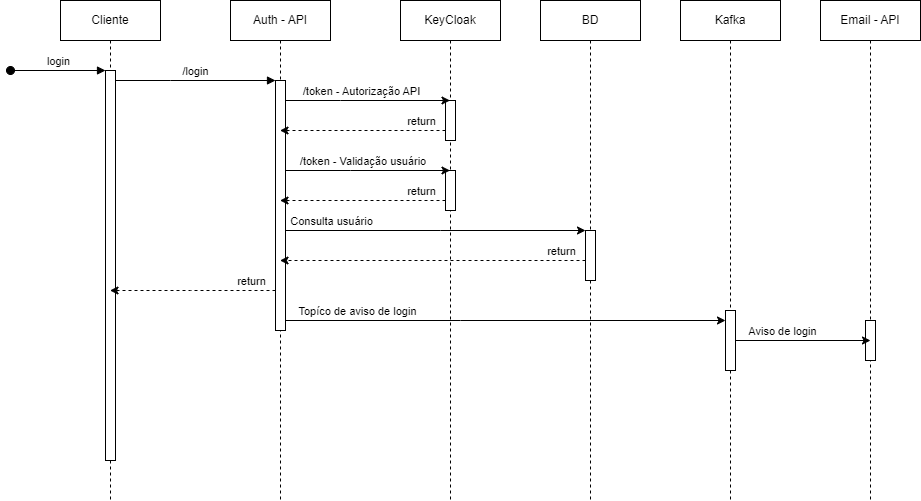 Cliente
Auth - API
KeyCloak
BD
Kafka
Email - API
login
/login
/token - Autorização API
return
/token - Validação usuário
return
Consulta usuário
return
return
Topíco de aviso de login
Aviso de login